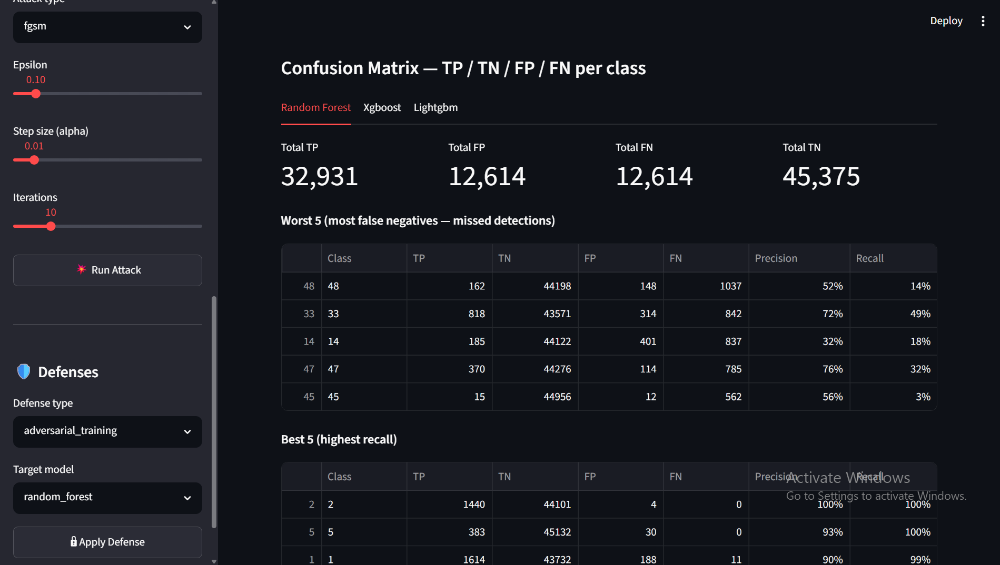 Attack type
fgsm
Epsilon
0.10
Step size (alpha)
0.01
Iterations
10
Run Attack
Defenses
Defense type
adversarial_training
Target model
random_forest
Apply Defense
Deploy
Confusion Matrix — TP / TN / FP / FN per class
Random Forest Xgboost Lightgbm
Total TP Total FP Total FN Total TN
32,931 12,614 12,614 45,375
Worst 5 (most false negatives — missed detections)
Class TP TN FP FN Precision Recall
48 48 162 44198 148 1037 52% 14%
33 33 818 43571 314 842 72% 49%
14 14 185 44122 401 837 32% 18%
47 47 370 44276 114 785 76% 32%
45 45 15 44956 12 562 56% 3%
Best 5 (highest recall)
Class TP TN FP FN Precision Recall
2 2 1440 44101 4 0 100% 100%
5 5 383 45132 30 0 93% 100%
1 1 1614 43732 188 11 90% 99%
Activate Windows
Go to Settings to activate Windows.